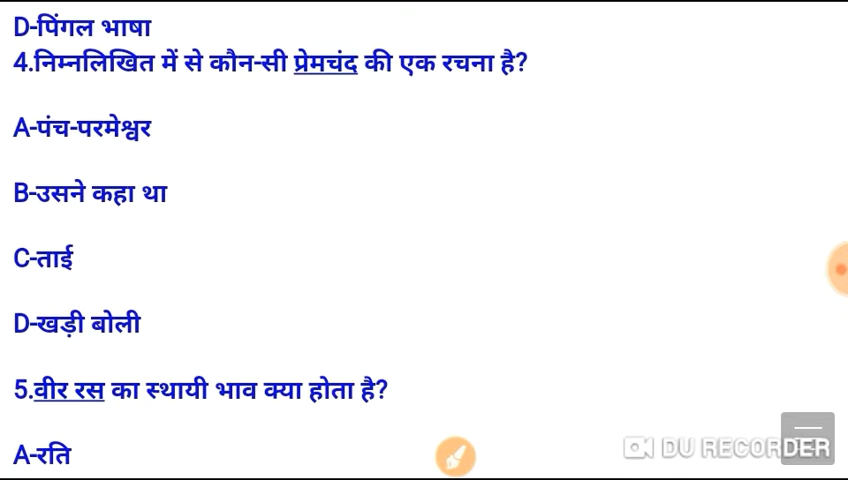 D-पिंगल भाषा
4.निम्नलिखित में से कौन-सी प्रेमचंद की एक रचना है?
A-पंच-परमेश्वर
B-उसने कहा था
C-ताई
D-खड़ी बोली
5.वीर रस का स्थायी भाव क्या होता है?
A-रति
DU RECORDER